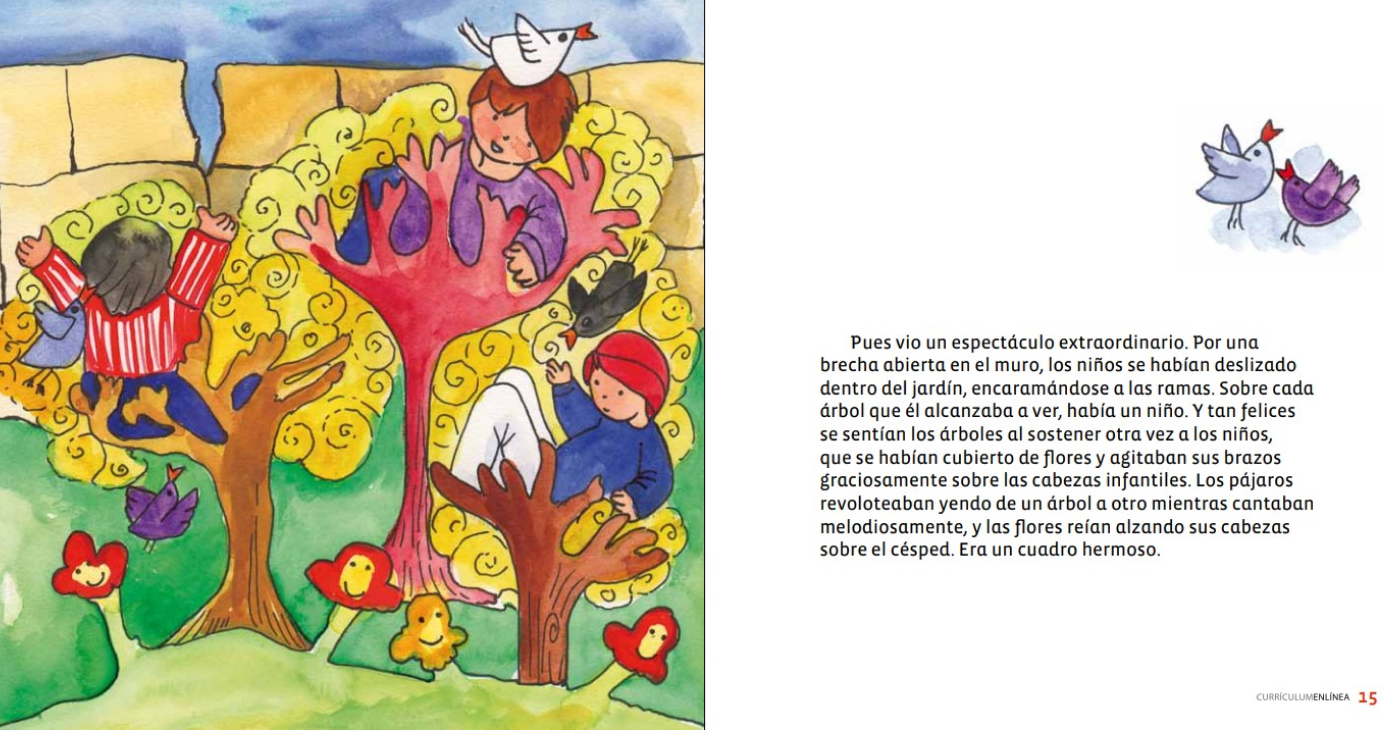 Pues vio un espectáculo extraordinario. Por una
brecha abierta en el muro, los niños se habían deslizado
dentro del jardín, encaramándose a las ramas. Sobre cada
árbol que él alcanzaba a ver, había un niño. Y tan felices
se sentían los árboles al sostener otra vez a los niños,
que se habían cubierto de flores y agitaban sus brazos
graciosamente sobre las cabezas infantiles. Los pájaros
revoloteaban yendo de un árbol a otro mientras cantaban
melodiosamente, y las flores reían alzando sus cabezas
sobre el césped. Era un cuadro hermoso.
CURRÍCULUMENLÍNEA 15